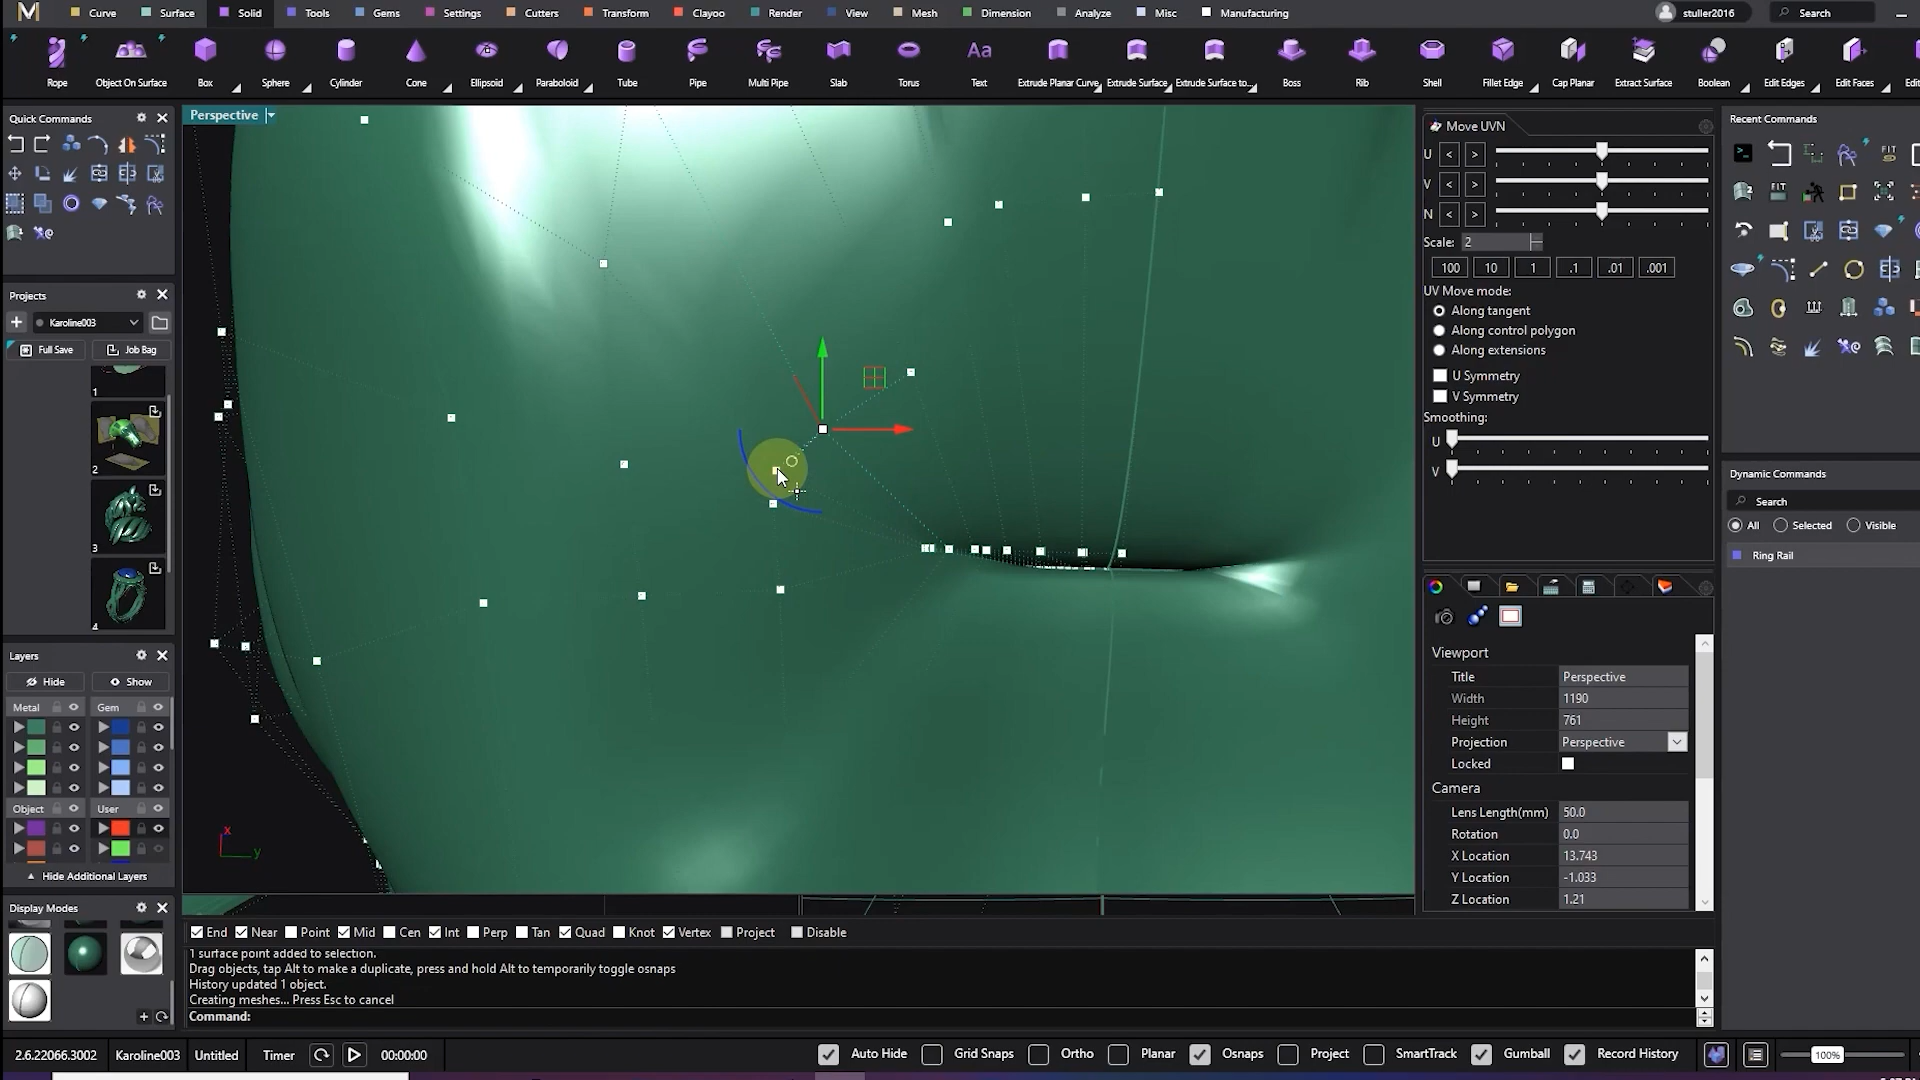 Curve Surface Solid Tools Gems Settings Cutters Transform Clayoo Render View Mesh Dimension Analyze Misc Manufacturing stuller2016 Search
Rope Object On Surface Box Sphere Cylinder Cone Ellipsoid Paraboloid Tube Pipe Multi Pipe Slab Torus Text Extrude Planar Curve Extrude Surface Extrude Surface to... Boss Rib Shell Fillet Edge Cap Planar Extract Surface Boolean Edit Edges Edit Faces
Quick Commands
Perspective
Projects
Karoline003
Full Save Job Bag
1
2
3
4
Layers
Hide Show
Metal Gem
Object User
Hide Additional Layers
Display Modes
Move UVN
U < >
V < >
N < >
Scale: 2
100 10 1 .1 .01 .001
UV Move mode:
Along tangent
Along control polygon
Along extensions
U Symmetry
V Symmetry
Smoothing:
U
V
Viewport
Title Perspective
Width 1190
Height 761
Projection Perspective
Locked
Camera
Lens Length(mm) 50.0
Rotation 0.0
X Location 13.743
Y Location -1.033
Z Location 1.21
Recent Commands
Dynamic Commands
Search
All Selected Visible
Ring Rail
x
y
End Near Point Mid Cen Int Perp Tan Quad Knot Vertex Project Disable
1 surface point added to selection.
Drag objects, tap Alt to make a duplicate, press and hold Alt to temporarily toggle osnaps
History updated 1 object.
Creating meshes... Press Esc to cancel
Command:
2.6.22066.3002 Karoline003 Untitled Timer 00:00:00 Auto Hide Grid Snaps Ortho Planar Osnaps Project SmartTrack Gumball Record History 100%